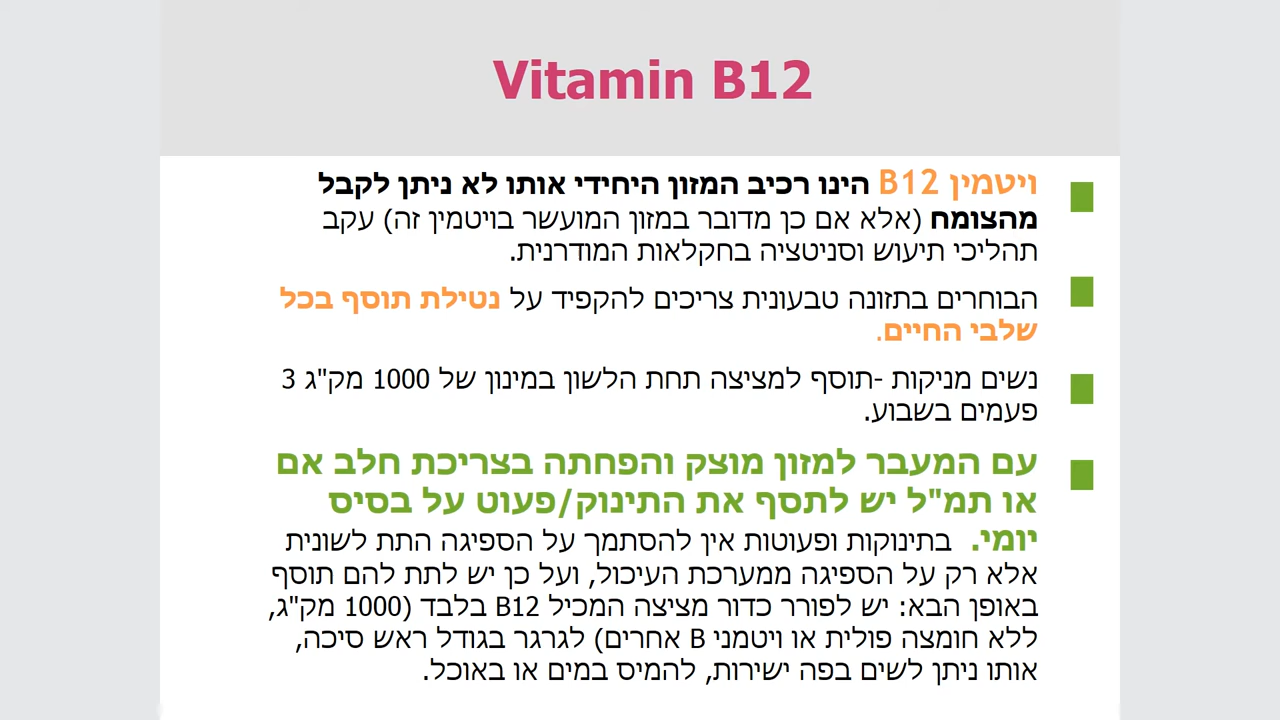 Vitamin B12
ויטמין B12 הינו רכיב המזון היחידי אותו לא ניתן לקבל
מהצומח (אלא אם כן מדובר במזון המועשר בויטמין זה) עקב
תהליכי תיעוש וסניטציה בחקלאות המודרנית.
הבוחרים בתזונה טבעונית צריכים להקפיד על נטילת תוסף בכל
שלבי החיים.
נשים מניקות -תוסף למציצה תחת הלשון במינון של 1000 מק"ג 3
פעמים בשבוע.
עם המעבר למזון מוצק והפחתה בצריכת חלב אם
או תמ"ל יש לתסף את התינוק/פעוט על בסיס
יומי. בתינוקות ופעוטות אין להסתמך על הספיגה התת לשונית
אלא רק על הספיגה ממערכת העיכול, ועל כן יש לתת להם תוסף
באופן הבא: יש לפורר כדור מציצה המכיל B12 בלבד (1000 מק"ג,
ללא חומצה פולית או ויטמני B אחרים) לגרגר בגודל ראש סיכה,
אותו ניתן לשים בפה ישירות, להמיס במים או באוכל.